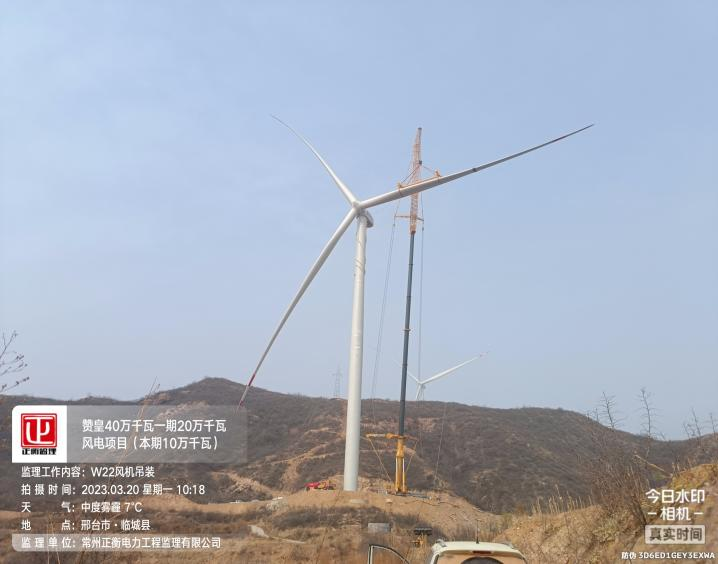 正衡监理
赞皇40万千瓦一期20万千瓦
风电项目（本期10万千瓦）
监理工作内容：W22风机吊装
拍摄时间：2023.03.20 星期一 10:18
天气：中度雾霾 7℃
地点：邢台市·临城县
监理单位：常州正衡电力工程监理有限公司
今日水印
-相机-
真实时间
防伪 3D6ED1GEY3EXWA